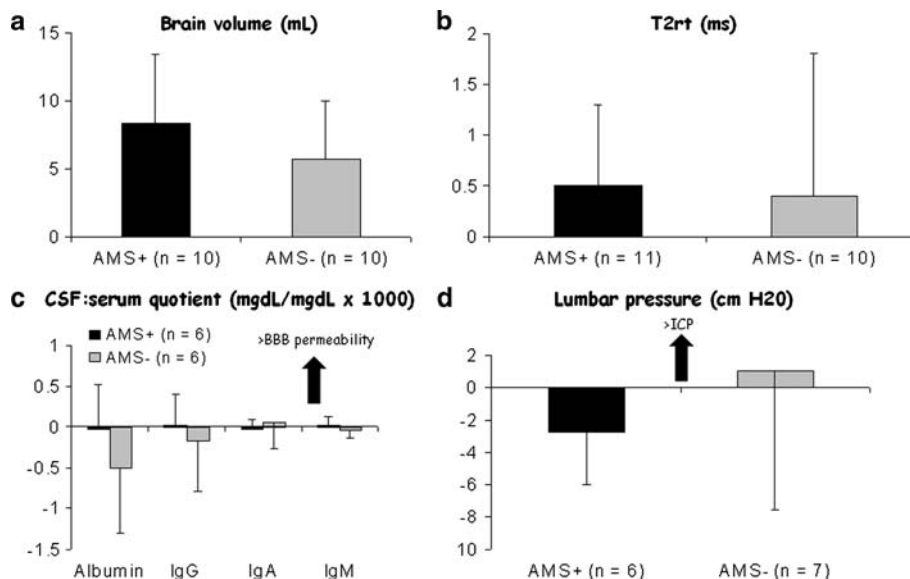 a
Brain volume (mL)
15
10
5
0
AMS+ (n = 10)
AMS- (n = 10)
b
T2rt (ms)
2
1.5
1
0.5
0
AMS+ (n = 11)
AMS- (n = 10)
c
CSF:serum quotient (mgdL/mgdL x 1000)
AMS+ (n = 6)
AMS- (n = 6)
>BBB permeability
1
0.5
0
-0.5
-1
-1.5
Albumin
IgG
IgA
IgM
d
Lumbar pressure (cm H20)
>ICP
2
0
-2
-4
-6
-8
10
AMS+ (n = 6)
AMS- (n = 7)